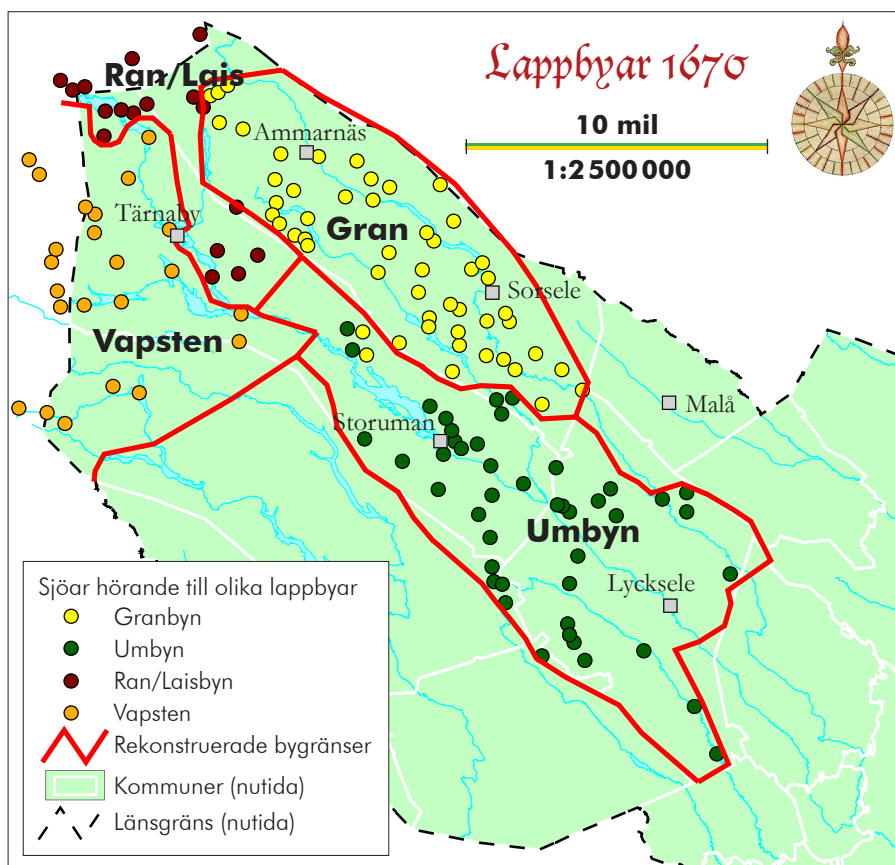 Lappbyar 1670
10 mil
1:2 500 000
Ran/Lais
Ammarnäs
Tärnaby
Gran
Sorsele
Vapsten
Malå
Storuman
Umbyn
Lycksele
Sjöar hörande till olika lappbyar
Granbyn
Umbyn
Ran/Laisbyn
Vapsten
Rekonstruerade bygränser
Kommuner (nutida)
Länsgräns (nutida)